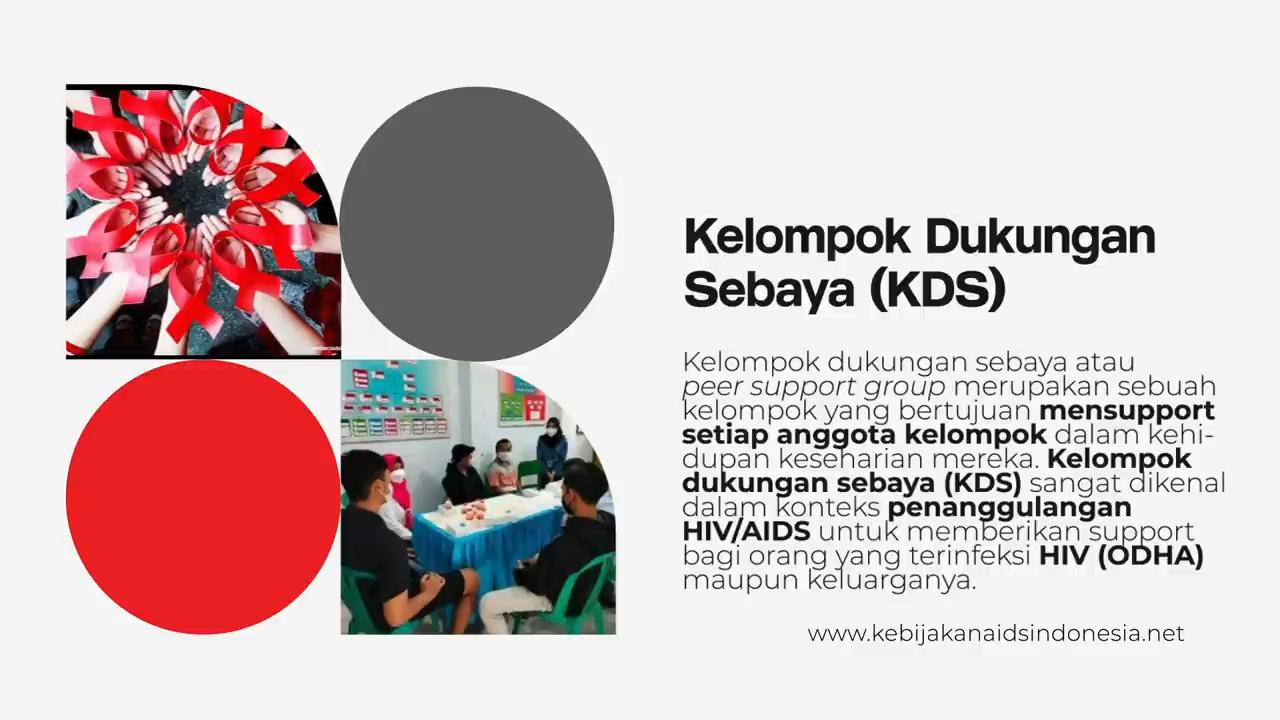 Kelompok Dukungan
Sebaya (KDS)
Kelompok dukungan sebaya atau
peer support group merupakan sebuah
kelompok yang bertujuan mensupport
setiap anggota kelompok dalam kehi-
dupan keseharian mereka. Kelompok
dukungan sebaya (KDS) sangat dikenal
dalam konteks penanggulangan
HIV/AIDS untuk memberikan support
bagi orang yang terinfeksi HIV (ODHA)
maupun keluarganya.
www.kebijakanaidsindonesia.net